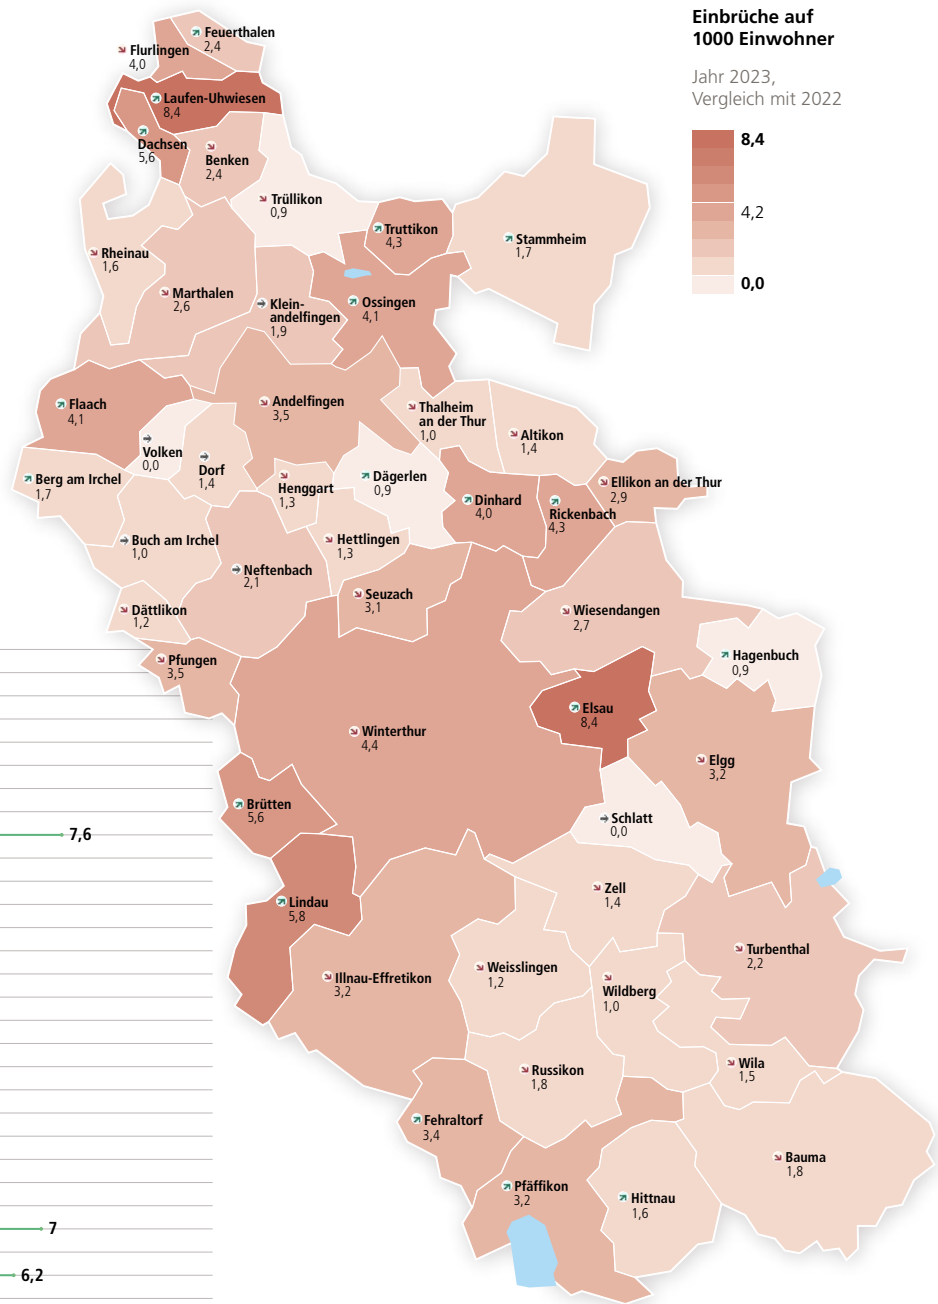 Einbrüche auf
1000 Einwohner
Jahr 2023,
Vergleich mit 2022
8,4
4,2
0,0
Feuerthalen
2,4
Flurlingen
4,0
Laufen-Uhwiesen
8,4
Dachsen
5,6
Benken
2,4
Trüllikon
0,9
Truttikon
4,3
Stammheim
1,7
Rheinau
1,6
Marthalen
2,6
Klein-
andelfingen
1,9
Ossingen
4,1
Flaach
4,1
Andelfingen
3,5
Thalheim
an der Thur
1,0
Altikon
1,4
Volken
0,0
Dorf
1,4
Berg am Irchel
1,7
Henggart
1,3
Dägerlen
0,9
Dinhard
4,0
Rickenbach
4,3
Ellikon an der Thur
2,9
Buch am Irchel
1,0
Hettlingen
1,3
Neftenbach
2,1
Seuzach
3,1
Dättlikon
1,2
Wiesendangen
2,7
Pfungen
3,5
Hagenbuch
0,9
Elsau
8,4
Winterthur
4,4
Elgg
3,2
Brütten
5,6
Schlatt
0,0
7,6
Zell
1,4
Lindau
5,8
Turbenthal
2,2
Illnau-Effretikon
3,2
Weisslingen
1,2
Wildberg
1,0
Wila
1,5
Russikon
1,8
Fehraltorf
3,4
Bauma
1,8
Pfäffikon
3,2
Hittnau
1,6
7
6,2